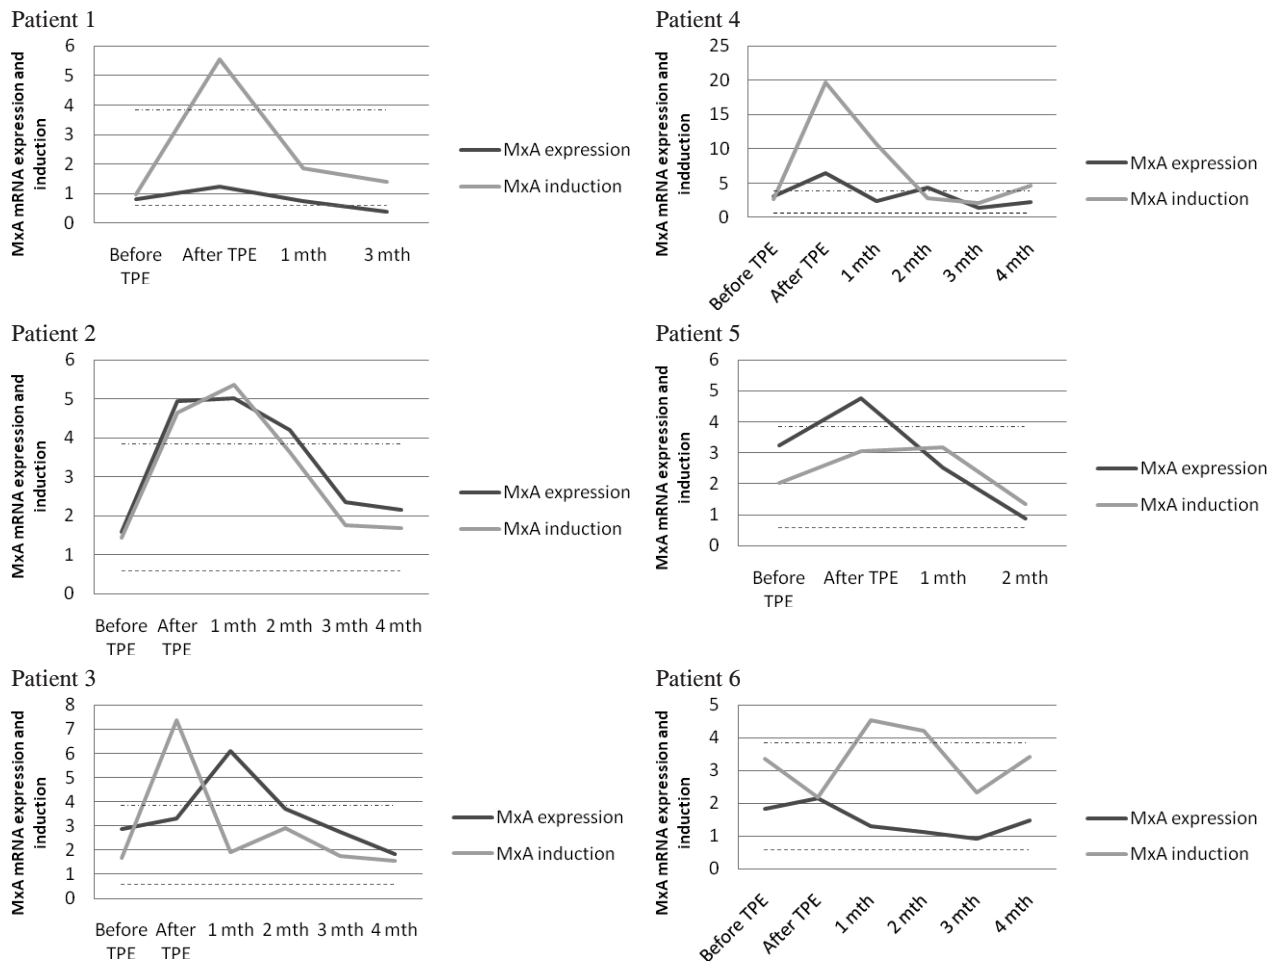 Patient 1
MxA mRNA expression and
induction
6
5
4
3
2
1
0
Before
TPE
After TPE
1 mth
3 mth
MxA expression
MxA induction
Patient 4
MxA mRNA expression and
indduction
25
20
15
10
5
0
Before TPE
After TPE
1 mth
2 mth
3 mth
4 mth
MxA expression
MxA induction
Patient 2
MxA mRNA expression and
induction
6
5
4
3
2
1
0
Before
TPE
After
TPE
1 mth
2 mth
3 mth
4 mth
MxA expression
MxA induction
Patient 5
MxA mRNA expression and
induction
6
5
4
3
2
1
0
Before
TPE
After TPE
1 mth
2 mth
MxA expression
MxA induction
Patient 3
MxA mRNA expression and
induction
8
7
6
5
4
3
2
1
0
Before
TPE
After
TPE
1 mth
2 mth
3 mth
4 mth
MxA expression
MxA induction
Patient 6
MxA mRNA expression and
induction
5
4
3
2
1
0
Before TPE
After TPE
1 mth
2 mth
3 mth
4 mth
MxA expression
MxA induction